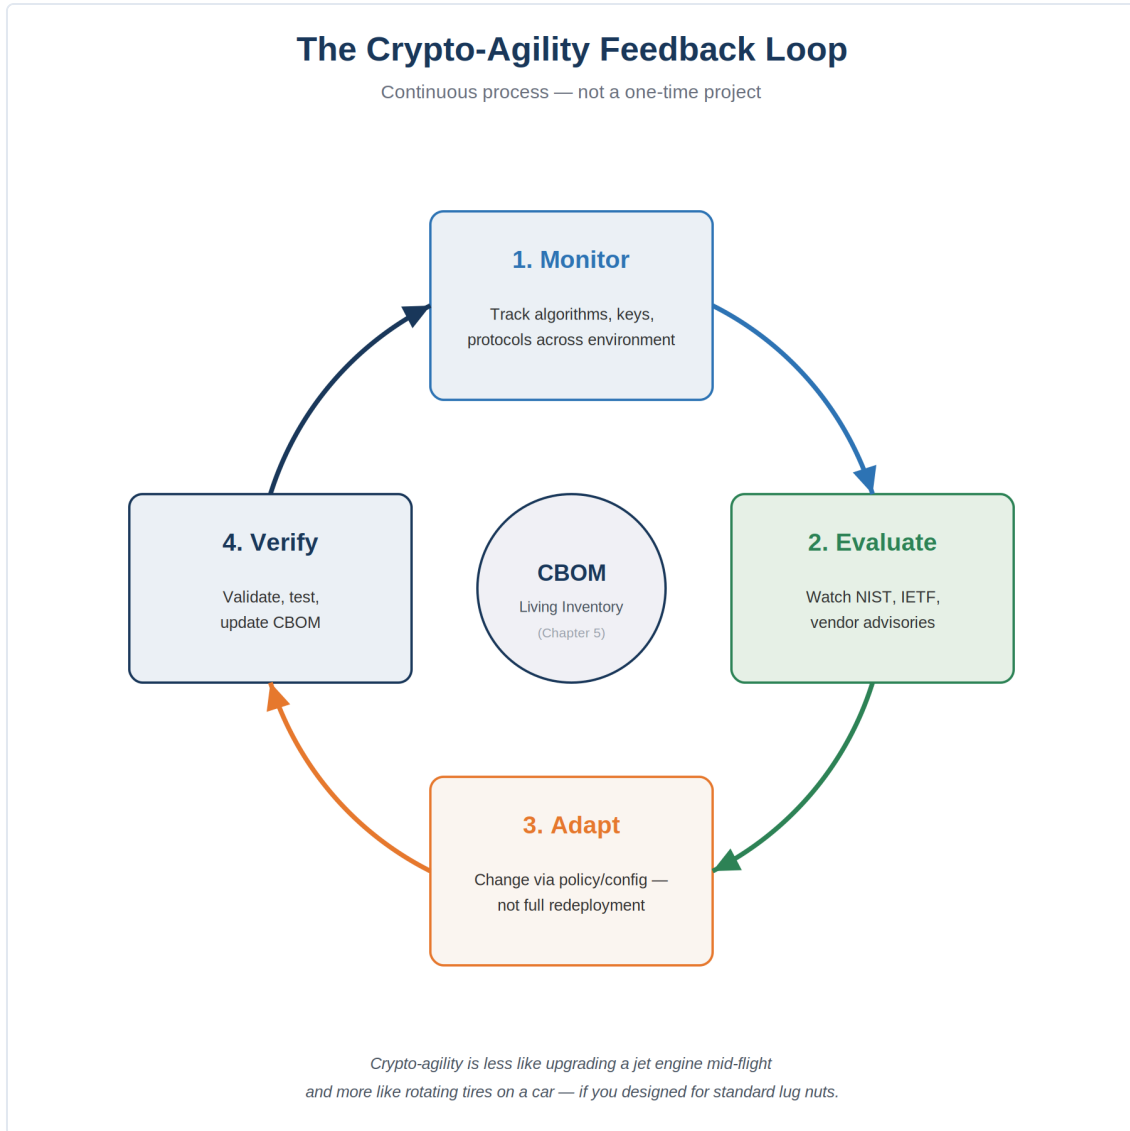 The Crypto-Agility Feedback Loop
Continuous process — not a one-time project
1. Monitor
Track algorithms, keys,
protocols across environment
2. Evaluate
Watch NIST, IETF,
vendor advisories
3. Adapt
Change via policy/config —
not full redeployment
4. Verify
Validate, test,
update CBOM
CBOM
Living Inventory
(Chapter 5)
Crypto-agility is less like upgrading a jet engine mid-flight
and more like rotating tires on a car — if you designed for standard lug nuts.